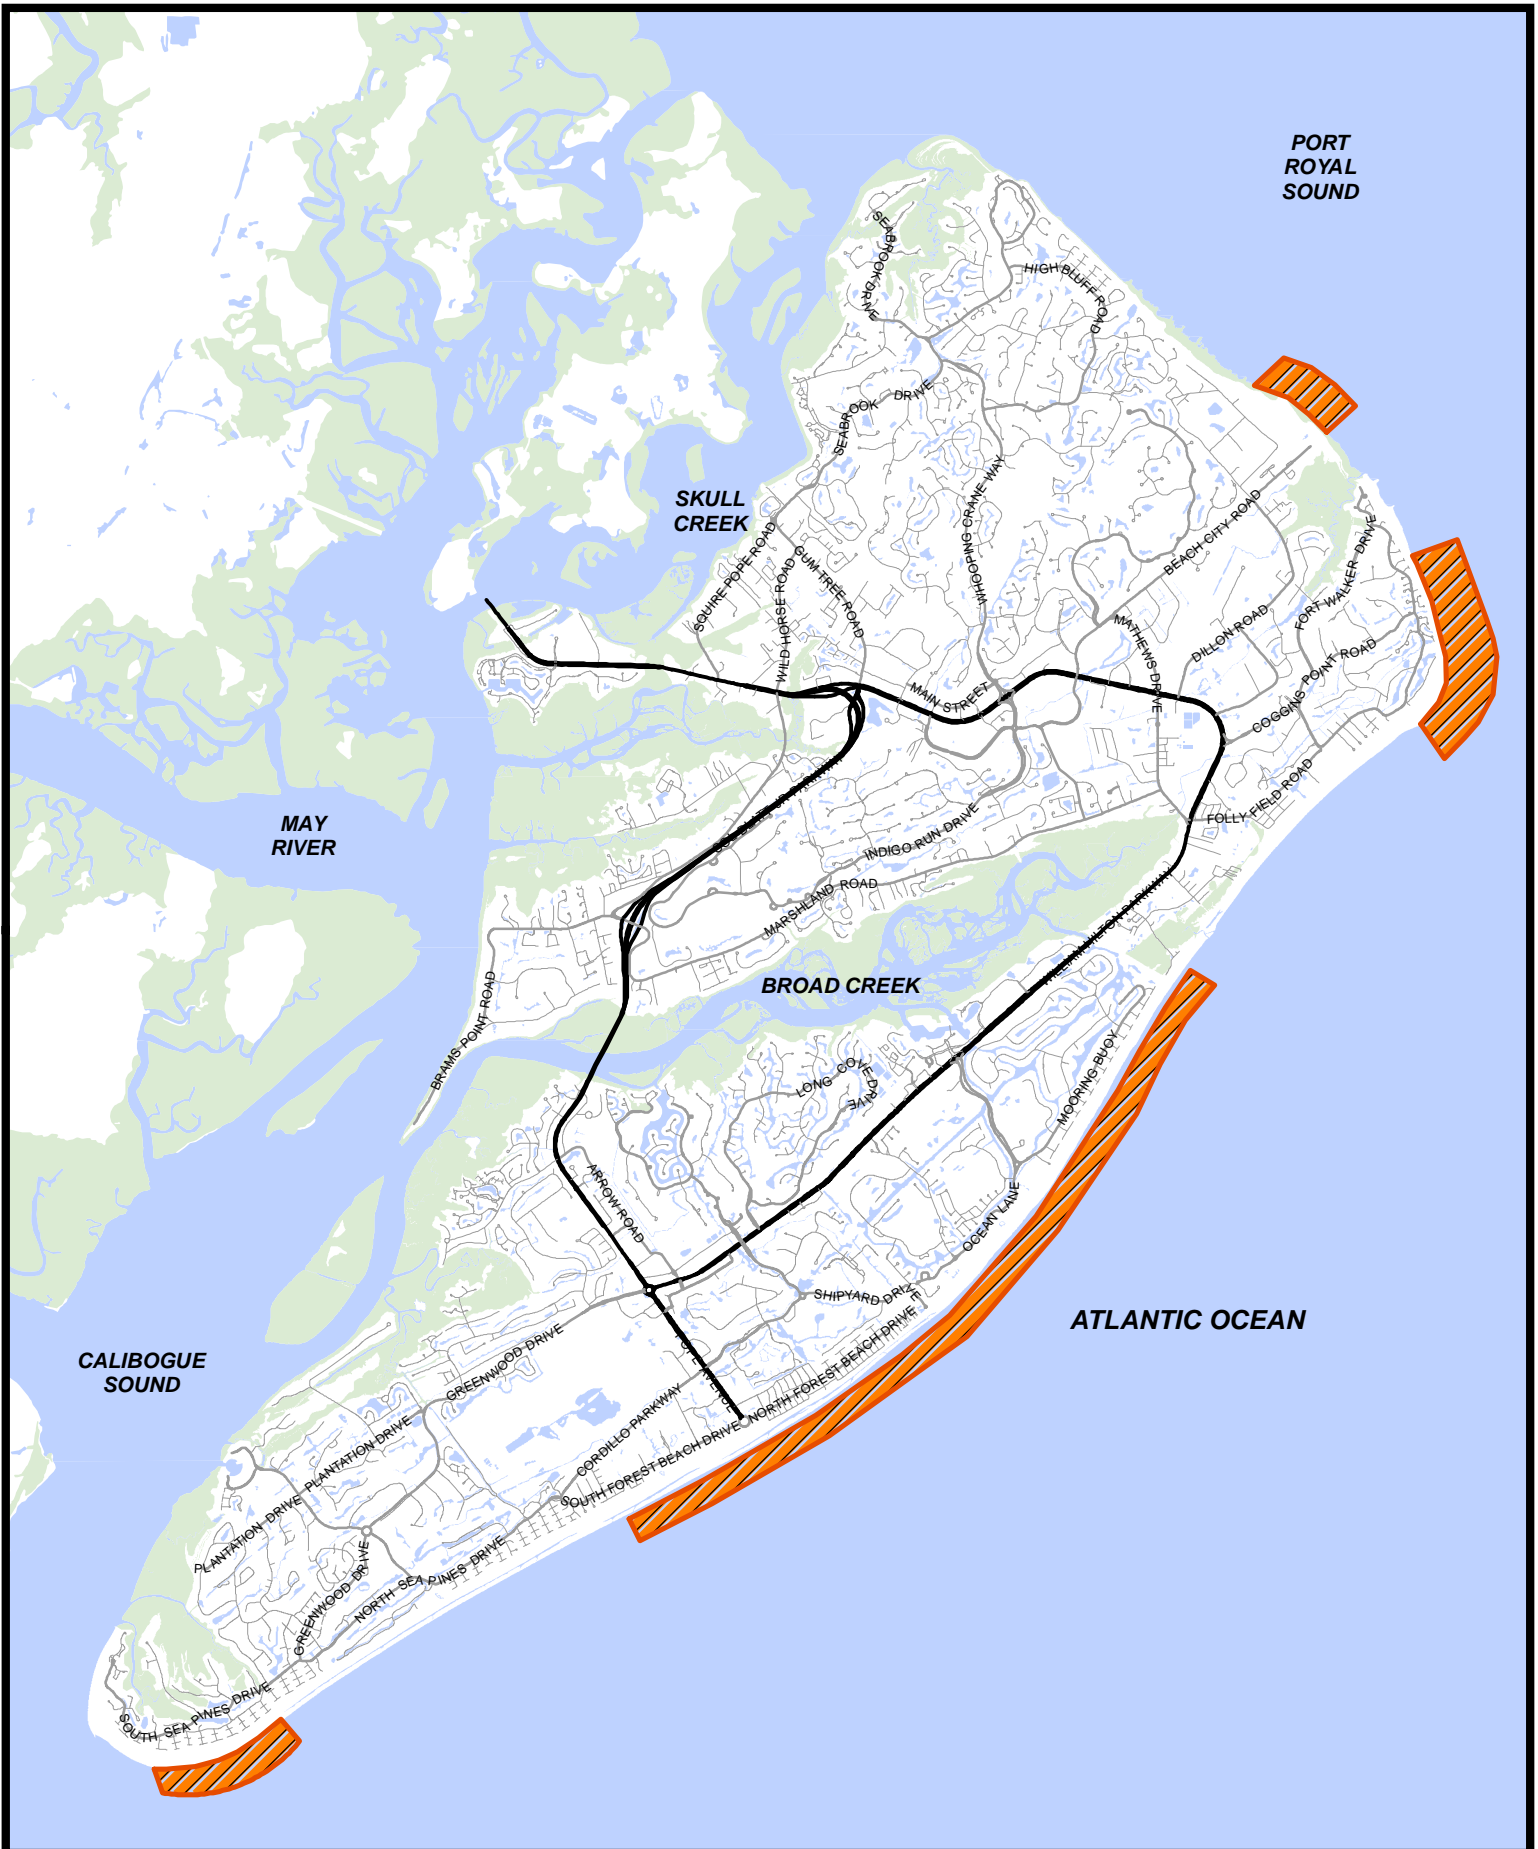 PORT
ROYAL
SOUND
SEABROOK DRIVE
HIGH BLUFF ROAD
SEABROOK DRIVE
SKULL
CREEK
WHOOPING CRANE WAY
BEACH CITY ROAD
SQUIRE POPE ROAD
GUM TREE ROAD
WILD HORSE ROAD
FORT WALKER DRIVE
MATHEWS DRIVE
DILLON ROAD
COGGINS POINT ROAD
MAIN STREET
FOLLY FIELD ROAD
MAY
RIVER
INDIGO RUN DRIVE
MARSHLAND ROAD
WILLIAM HILTON PARKWAY
BROAD CREEK
BRAMS POINT ROAD
MOORING BUOY
LONG COVE DRIVE
ARROW ROAD
OCEAN LANE
SHIPYARD DRIVE
ATLANTIC OCEAN
CALIBOGUE
SOUND
GREENWOOD DRIVE
POPE AVENUE
NORTH FOREST BEACH DRIVE
CORDILLO PARKWAY
SOUTH FOREST BEACH DRIVE
PLANTATION DRIVE
PLANTATION DRIVE
GREENWOOD DRIVE
NORTH SEA PINES DRIVE
SOUTH SEA PINES DRIVE